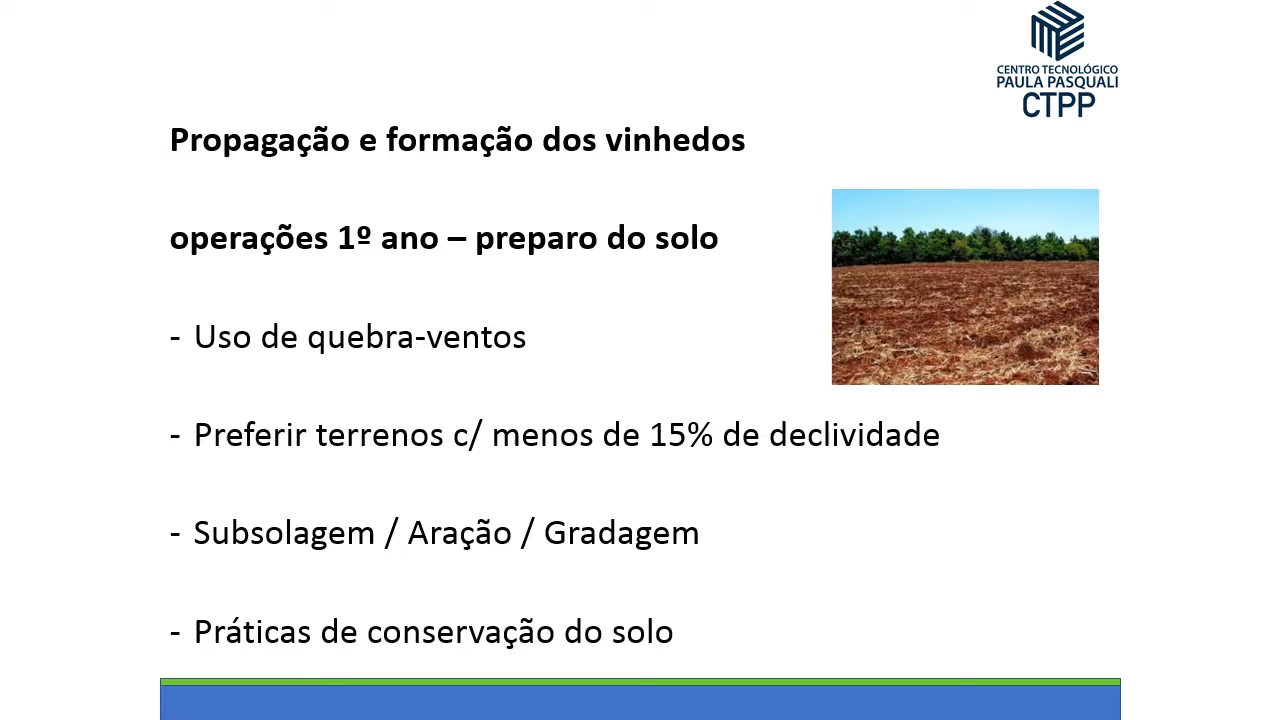 CENTRO TECNOLÓGICO
PAULA PASQUALI
CTPP
Propagação e formação dos vinhedos
operações 1º ano – preparo do solo
- Uso de quebra-ventos
- Preferir terrenos c/ menos de 15% de declividade
- Subsolagem / Aração / Gradagem
- Práticas de conservação do solo